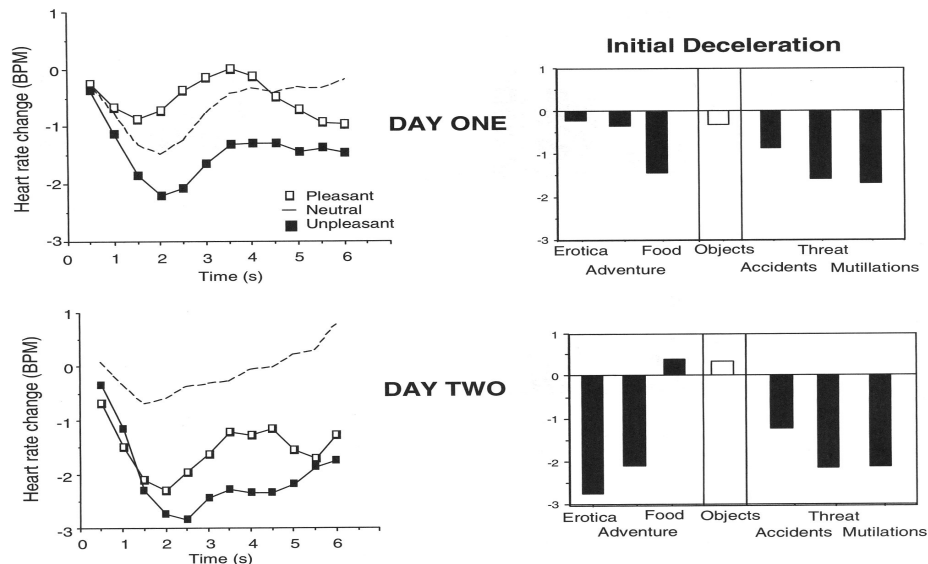 Heart rate change (BPM)
1
0
-1
-2
-3
0 1 2 3 4 5 6
Time (s)
Pleasant
Neutral
Unpleasant
DAY ONE
Initial Deceleration
1
0
-1
-2
-3
Erotica Food Objects Threat
Adventure Accidents Mutillations
Heart rate change (BPM)
1
0
-1
-2
-3
0 1 2 3 4 5 6
Time (s)
DAY TWO
1
0
-1
-2
-3
Erotica Food Objects Threat
Adventure Accidents Mutilations